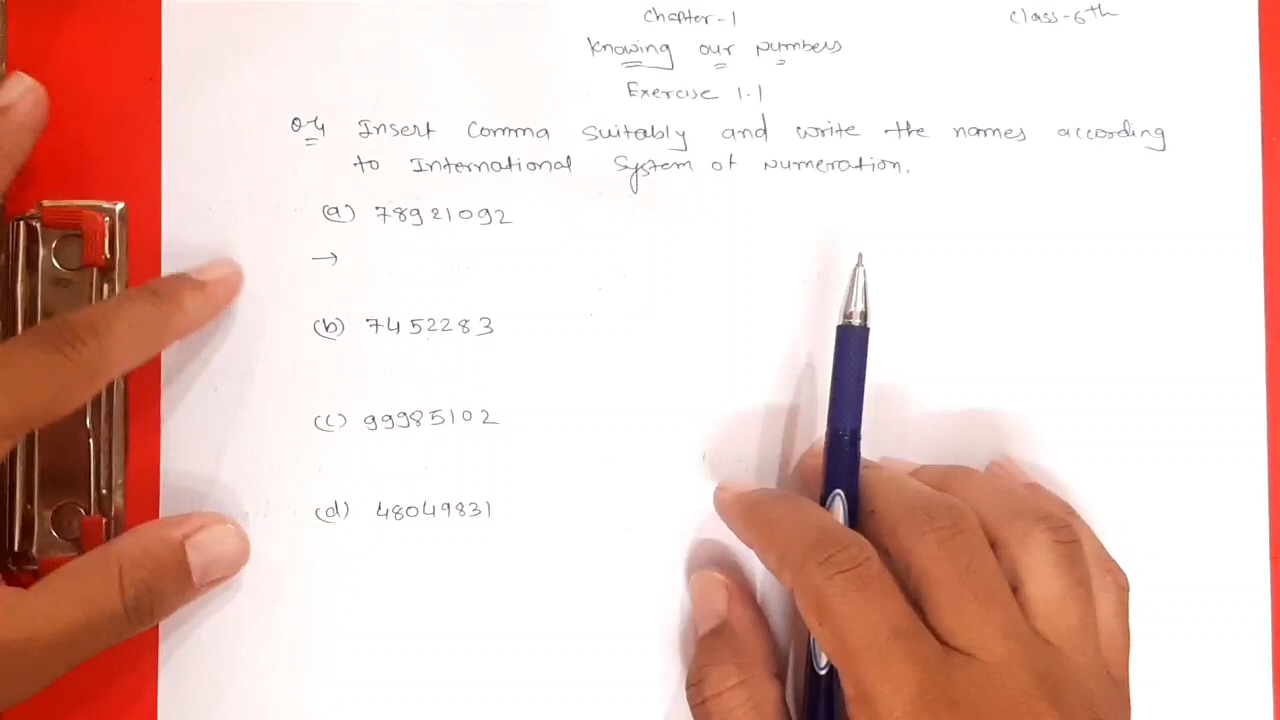 Chapter-1
Class-6th
Knowing our Numbers
Exercise 1.1
Q-4 Insert Comma Suitably and write the names according
to International System of Numeration.
(a) 78921092
→
(b) 7452283
(c) 99985102
(d) 48049831